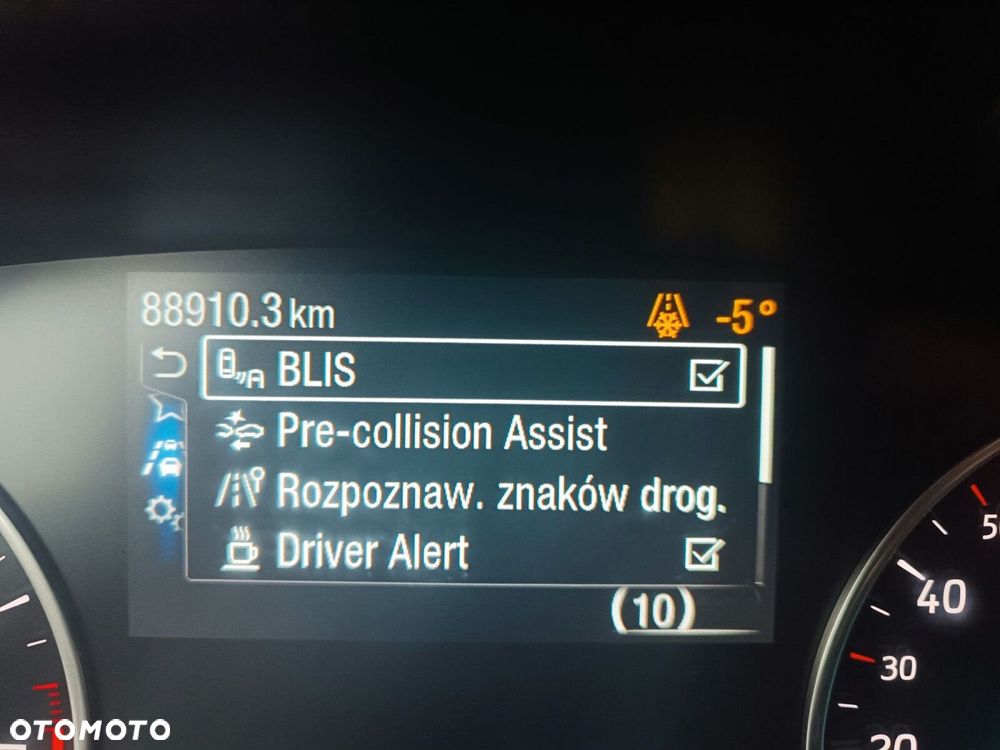 88910.3 km -5°
BLIS
Pre-collision Assist
Rozpoznaw. znaków drog.
Driver Alert
(10)
40
30
OTOMOTO